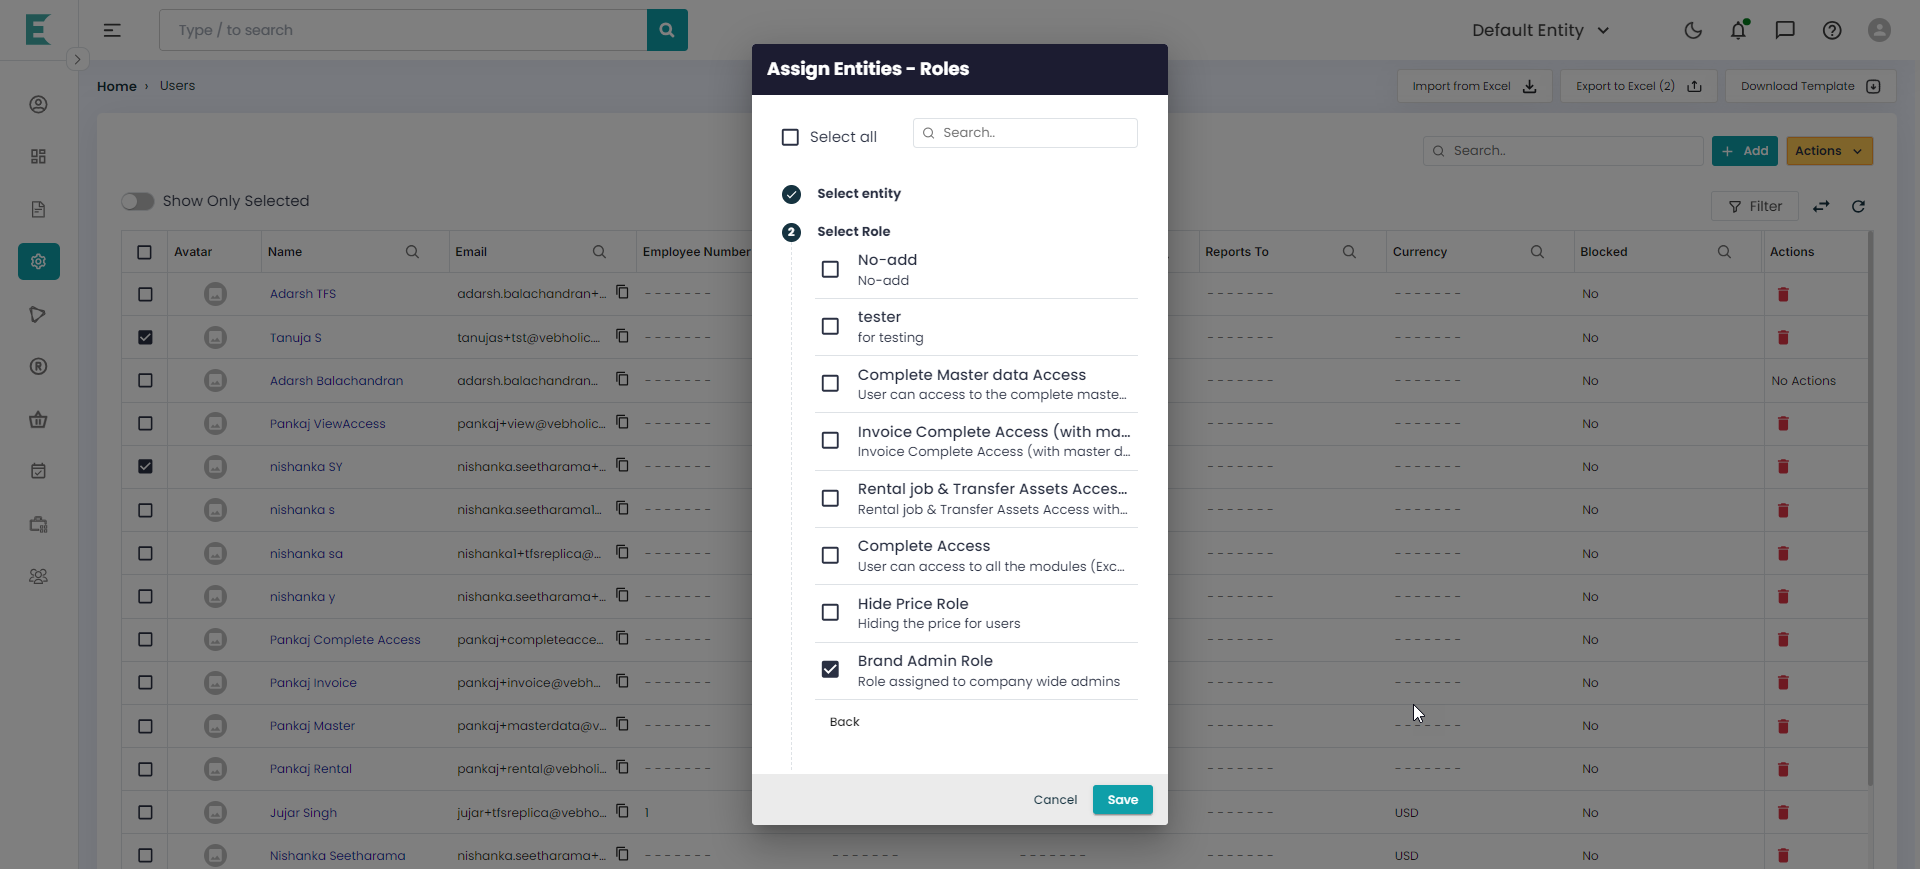 Type / to search
Default Entity
Home › Users
Import from Excel
Export to Excel (2)
Download Template
Search..
+ Add
Actions
Show Only Selected
Filter
Avatar Name Email Employee Number Reports To Currency Blocked Actions
Adarsh TFS adarsh.balachandran+... ------- ------- ------- No
Tanuja S tanujas+tst@vebholic.... ------- ------- No
Adarsh Balachandran adarsh.balachandran... ------- ------- ------- No No Actions
Pankaj ViewAccess pankaj+view@vebholic... ------- ------- ------- No
nishanka SY nishanka.seetharama+... ------- ------- ------- No
nishanka s nishanka.seetharama1... ------- ------- ------- No
nishanka sa nishanka1+tfsreplica@... ------- ------- ------- No
nishanka y nishanka.seetharama+... ------- ------- ------- No
Pankaj Complete Access pankaj+completeacce... ------- ------- ------- No
Pankaj Invoice pankaj+invoice@vebh... ------- ------- ------- No
Pankaj Master pankaj+masterdata@v... ------- ------- ------- No
Pankaj Rental pankaj+rental@vebholi... ------- ------- ------- No
Jujar Singh jujar+tfsreplica@vebho... 1 ------- USD No
Nishanka Seetharama nishanka.seetharama+... ------- ------- ------- ------- USD No
Assign Entities - Roles
Select all
Search..
Select entity
2 Select Role
No-add
No-add
tester
for testing
Complete Master data Access
User can access to the complete maste...
Invoice Complete Access (with ma...
Invoice Complete Access (with master d...
Rental job & Transfer Assets Acces...
Rental job & Transfer Assets Access with...
Complete Access
User can access to all the modules (Exc...
Hide Price Role
Hiding the price for users
Brand Admin Role
Role assigned to company wide admins
Back
Cancel
Save